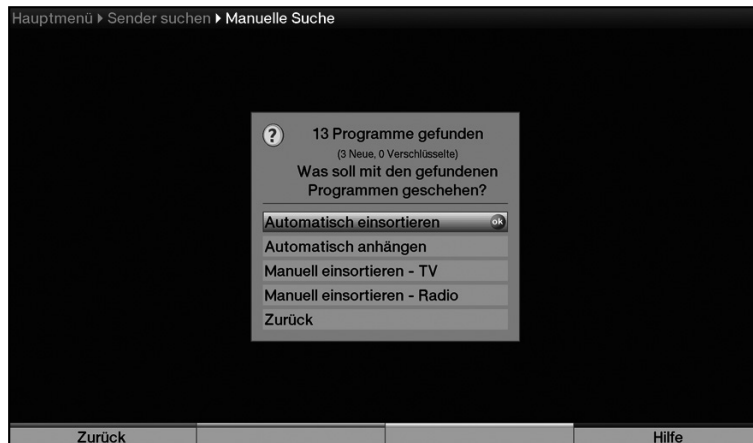 Hauptmenü ▸ Sender suchen ▸ Manuelle Suche
13 Programme gefunden
(3 Neue, 0 Verschlüsselte)
Was soll mit den gefundenen
Programmen geschehen?
Automatisch einsortieren ok
Automatisch anhängen
Manuell einsortieren - TV
Manuell einsortieren - Radio
Zurück
Zurück Hilfe